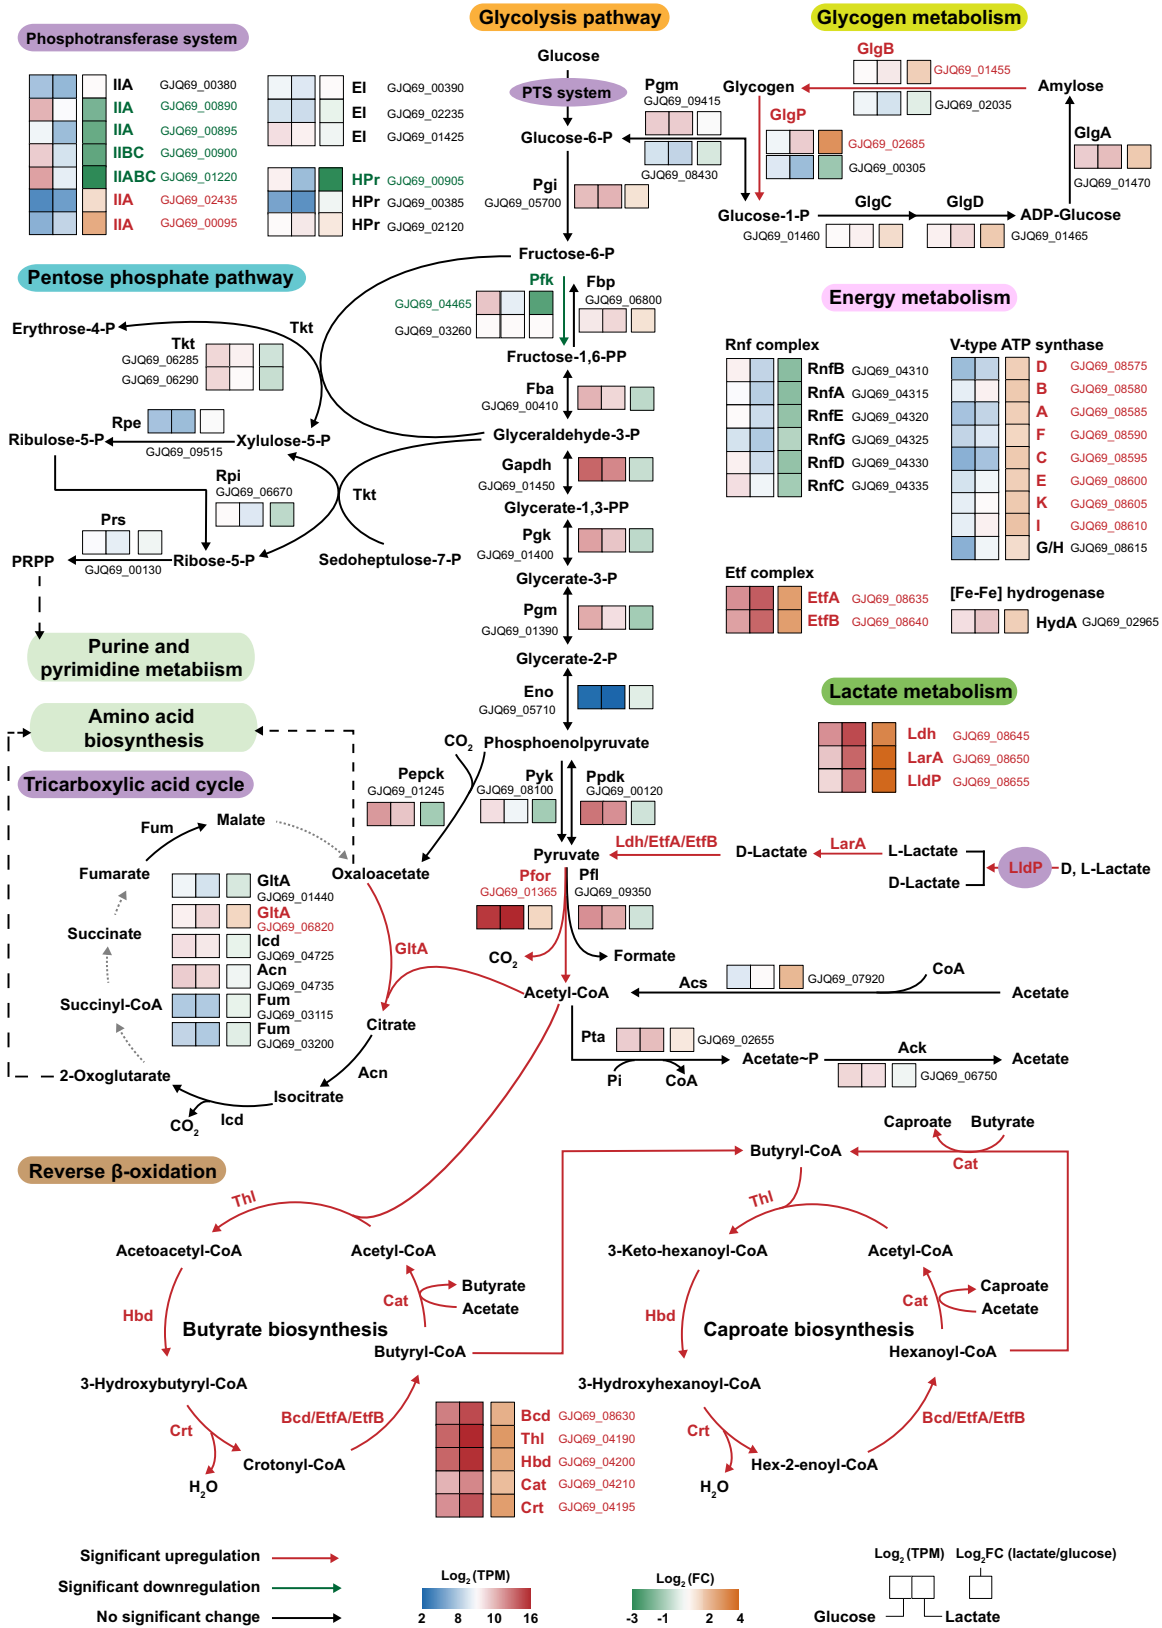 Glycolysis pathway
Glycogen metabolism
Phosphotransferase system
IIA GJQ69_00380
IIA GJQ69_00890
IIA GJQ69_00895
IIBC GJQ69_00900
IIABC GJQ69_01220
IIA GJQ69_02435
IIA GJQ69_00095
EI GJQ69_00390
EI GJQ69_02235
EI GJQ69_01425
HPr GJQ69_00905
HPr GJQ69_00385
HPr GJQ69_02120
Glucose
PTS system
Glucose-6-P
Pgm
GJQ69_09415
GJQ69_08430
Pgi
GJQ69_05700
Fructose-6-P
Glycogen
GlgB
GJQ69_01455
GJQ69_02035
Amylose
GlgP
GJQ69_02685
GJQ69_00305
GlgA
GJQ69_01470
Glucose-1-P
GlgC
GlgD
ADP-Glucose
GJQ69_01460
GJQ69_01465
Pentose phosphate pathway
Erythrose-4-P
Tkt
Tkt
GJQ69_06285
GJQ69_06290
Rpe
GJQ69_09515
Ribulose-5-P
Xylulose-5-P
Rpi
GJQ69_06670
Tkt
Prs
GJQ69_00130
PRPP
Ribose-5-P
Sedoheptulose-7-P
Purine and
pyrimidine metabiism
Pfk
GJQ69_04465
GJQ69_03260
Fbp
GJQ69_06800
Fructose-1,6-PP
Fba
GJQ69_00410
Glyceraldehyde-3-P
Gapdh
GJQ69_01450
Glycerate-1,3-PP
Pgk
GJQ69_01400
Glycerate-3-P
Pgm
GJQ69_01390
Glycerate-2-P
Eno
GJQ69_05710
Phosphoenolpyruvate
Energy metabolism
Rnf complex
RnfB GJQ69_04310
RnfA GJQ69_04315
RnfE GJQ69_04320
RnfG GJQ69_04325
RnfD GJQ69_04330
RnfC GJQ69_04335
V-type ATP synthase
D GJQ69_08575
B GJQ69_08580
A GJQ69_08585
F GJQ69_08590
C GJQ69_08595
E GJQ69_08600
K GJQ69_08605
I GJQ69_08610
G/H GJQ69_08615
Etf complex
EtfA GJQ69_08635
EtfB GJQ69_08640
[Fe-Fe] hydrogenase
HydA GJQ69_02965
Lactate metabolism
Ldh GJQ69_08645
LarA GJQ69_08650
LldP GJQ69_08655
Amino acid
biosynthesis
Tricarboxylic acid cycle
CO2
Pepck
GJQ69_01245
Pyk
GJQ69_08100
Ppdk
GJQ69_00120
Ldh/EtfA/EtfB
D-Lactate
LarA
L-Lactate
D-Lactate
LldP
D, L-Lactate
Fum
Malate
Fumarate
Oxaloacetate
Succinate
Succinyl-CoA
2-Oxoglutarate
CO2
Icd
Isocitrate
Acn
Citrate
GltA
GltA
GJQ69_01440
GltA
GJQ69_06820
Icd
GJQ69_04725
Acn
GJQ69_04735
Fum
GJQ69_03115
Fum
GJQ69_03200
Pyruvate
Pfor
GJQ69_01365
Pfl
GJQ69_09350
CO2
Formate
Acetyl-CoA
Acs
GJQ69_07920
CoA
Acetate
Pta
GJQ69_02655
Pi
CoA
Acetate~P
Ack
GJQ69_06750
Acetate
Reverse β-oxidation
Thl
Acetoacetyl-CoA
Acetyl-CoA
Hbd
Cat
Butyrate
Acetate
Butyrate biosynthesis
Butyryl-CoA
3-Hydroxybutyryl-CoA
Crt
H2O
Crotonyl-CoA
Bcd/EtfA/EtfB
Caproate
Butyrate
Cat
Butyryl-CoA
Thl
3-Keto-hexanoyl-CoA
Acetyl-CoA
Hbd
Cat
Caproate
Acetate
Caproate biosynthesis
Hexanoyl-CoA
3-Hydroxyhexanoyl-CoA
Crt
H2O
Hex-2-enoyl-CoA
Bcd/EtfA/EtfB
Bcd GJQ69_08630
Thl GJQ69_04190
Hbd GJQ69_04200
Cat GJQ69_04210
Crt GJQ69_04195
Significant upregulation
Significant downregulation
No significant change
Log2 (TPM)
2 8 10 16
Log2 (FC)
-3 -1 2 4
Log2 (TPM)
Log2FC (lactate/glucose)
Glucose
Lactate